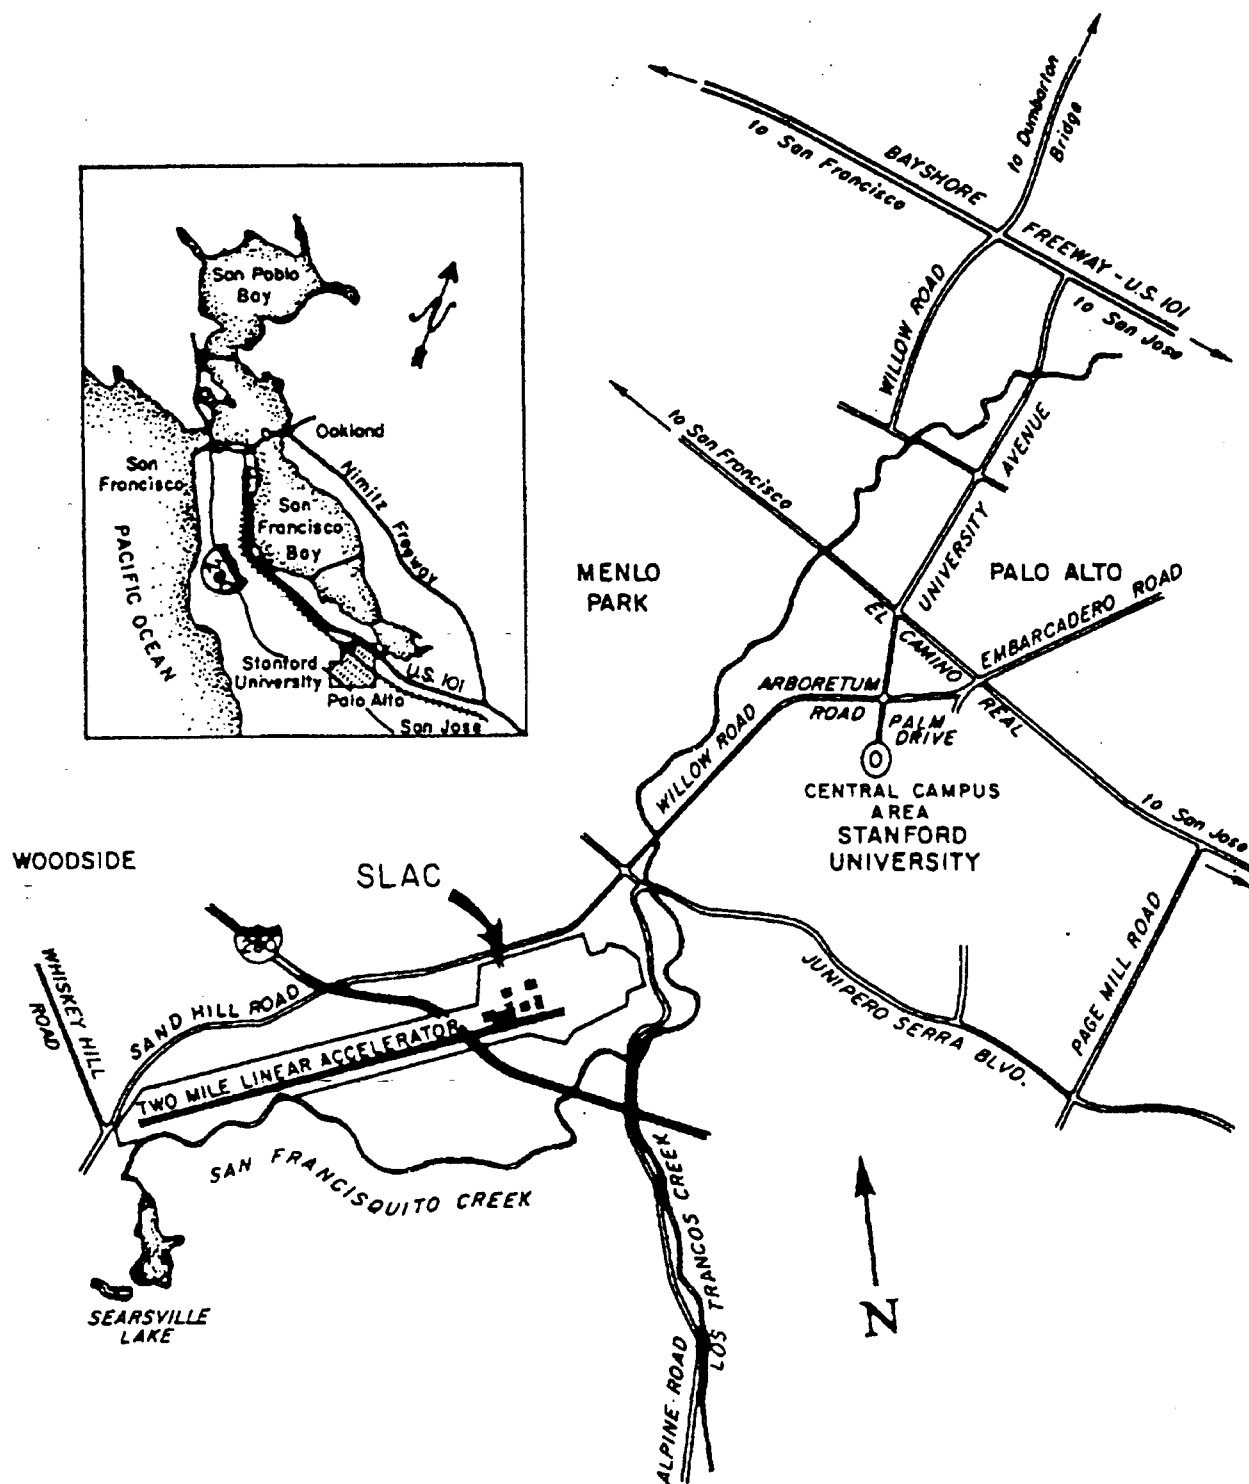 to Dumbarton
Bridge
to San Francisco
BAYSHORE
FREEWAY - U.S. 101
to San Jose
WILLOW ROAD
San Pablo
Bay
N
Oakland
San
Francisco
Nimitz Freeway
San
Francisco
Bay
PACIFIC OCEAN
Stanford
University
U.S. 101
Palo Alto
San Jose
to San Francisco
UNIVERSITY AVENUE
MENLO
PARK
PALO ALTO
EL CAMINO REAL
EMBARCADERO ROAD
ARBORETUM
ROAD
PALM
DRIVE
WILLOW ROAD
CENTRAL CAMPUS
AREA
STANFORD
UNIVERSITY
to San Jose
WOODSIDE
SLAC
280
WHISKEY HILL
ROAD
SAND HILL ROAD
TWO MILE LINEAR ACCELERATOR
JUNIPERO SERRA BLVD.
PAGE MILL ROAD
SAN FRANCISQUITO CREEK
LOS TRANCOS CREEK
SEARSVILLE
LAKE
ALPINE ROAD
N